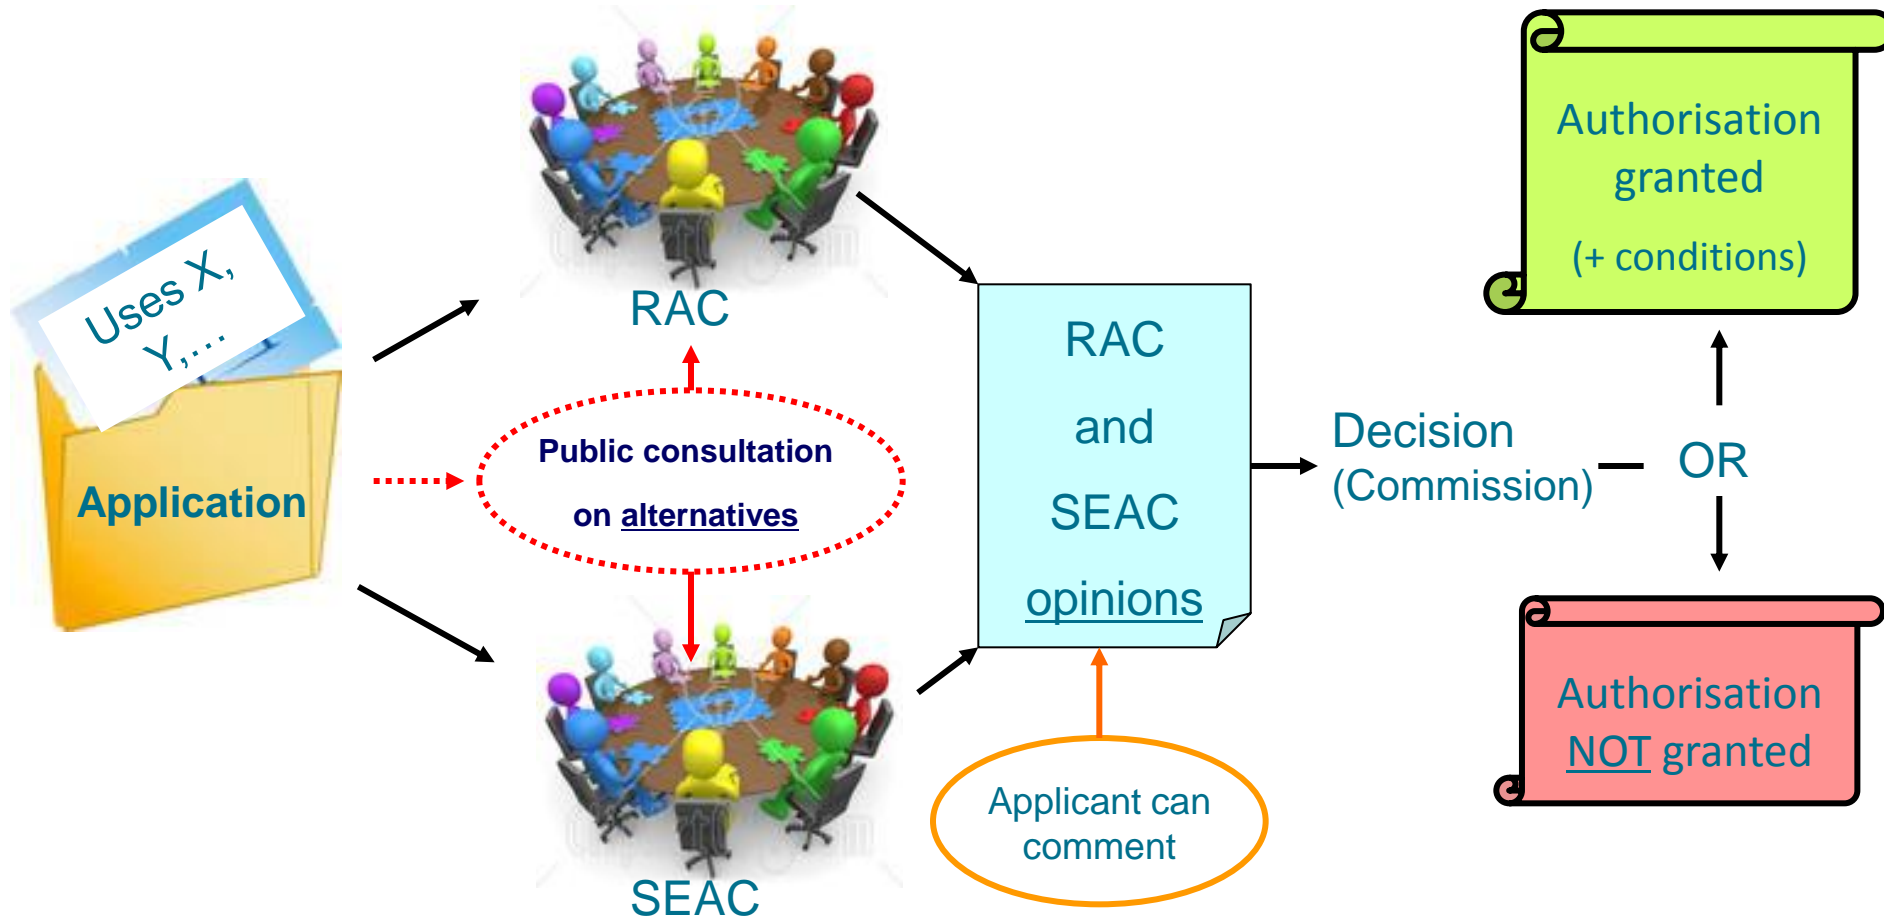 Uses X,
Y,...
Application
RAC
Public consultation
on alternatives
SEAC
RAC
and
SEAC
opinions
Applicant can
comment
Decision
(Commission)
OR
Authorisation
granted
(+ conditions)
Authorisation
NOT granted